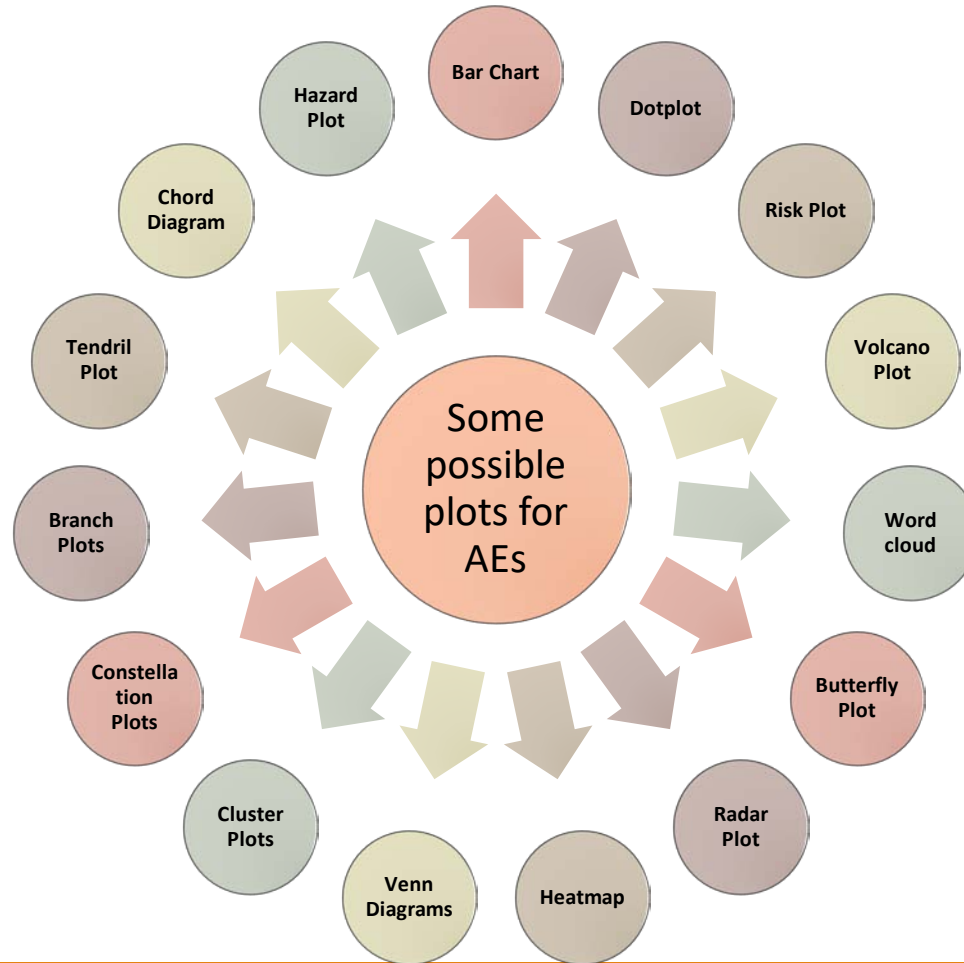 Some
possible
plots for
AEs
Bar Chart
Dotplot
Risk Plot
Volcano
Plot
Word
cloud
Butterfly
Plot
Radar
Plot
Heatmap
Venn
Diagrams
Cluster
Plots
Constella
tion
Plots
Branch
Plots
Tendril
Plot
Chord
Diagram
Hazard
Plot